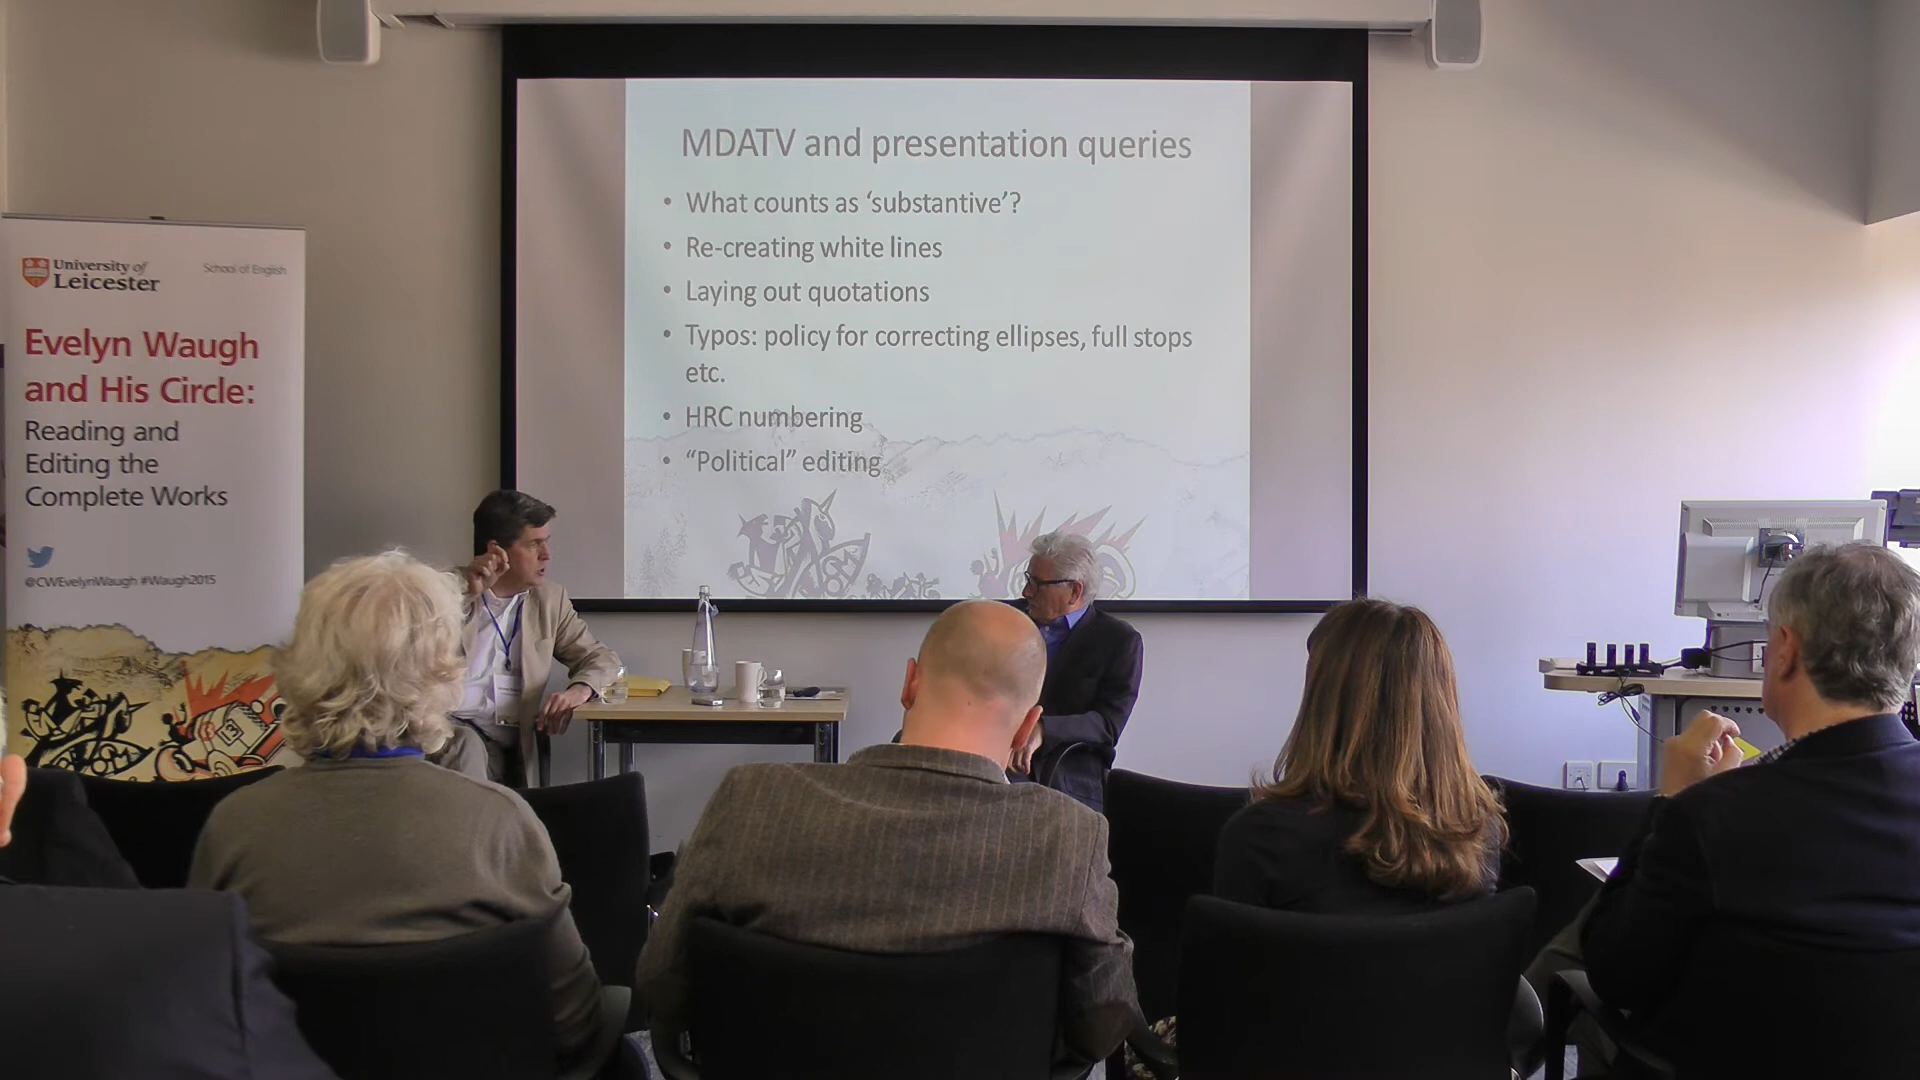 MDATV and presentation queries
• What counts as ‘substantive’?
• Re-creating white lines
• Laying out quotations
• Typos: policy for correcting ellipses, full stops
etc.
• HRC numbering
• “Political” editing
University of
Leicester
School of English
Evelyn Waugh
and His Circle:
Reading and
Editing the
Complete Works
@CWEvelynWaugh #Waugh2015